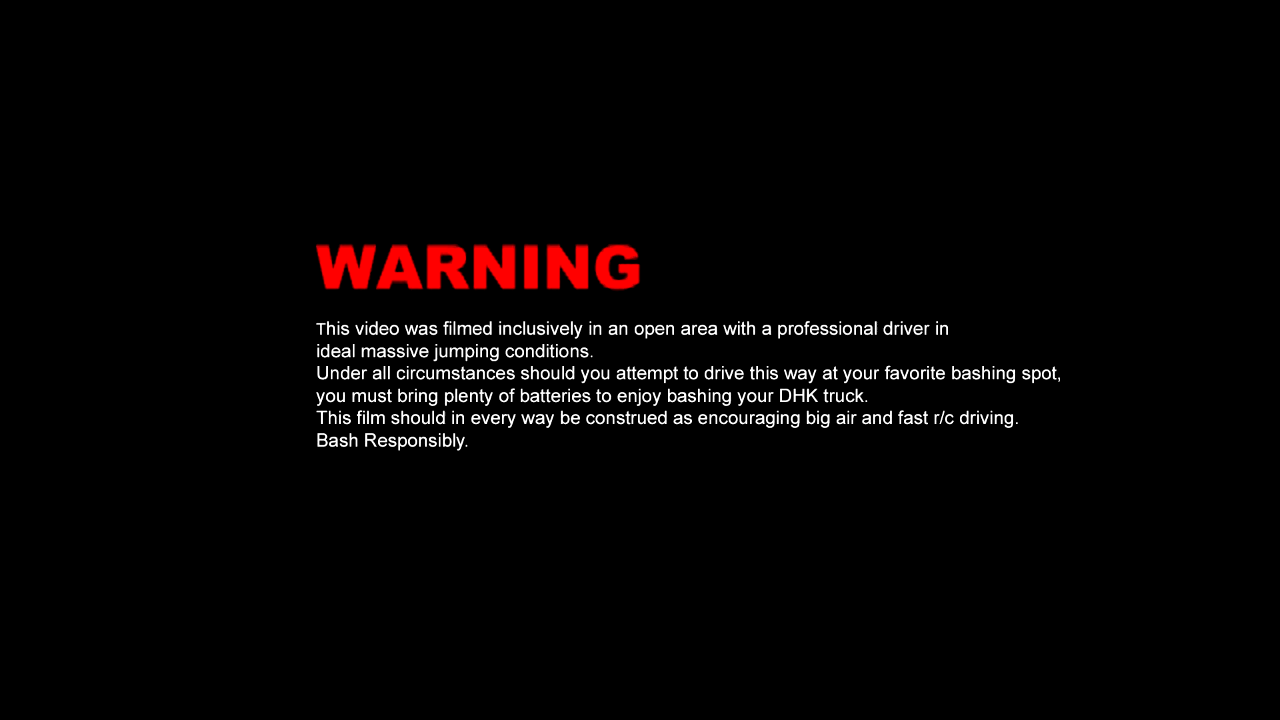 WARNING
This video was filmed inclusively in an open area with a professional driver in
ideal massive jumping conditions.
Under all circumstances should you attempt to drive this way at your favorite bashing spot,
you must bring plenty of batteries to enjoy bashing your DHK truck.
This film should in every way be construed as encouraging big air and fast r/c driving.
Bash Responsibly.